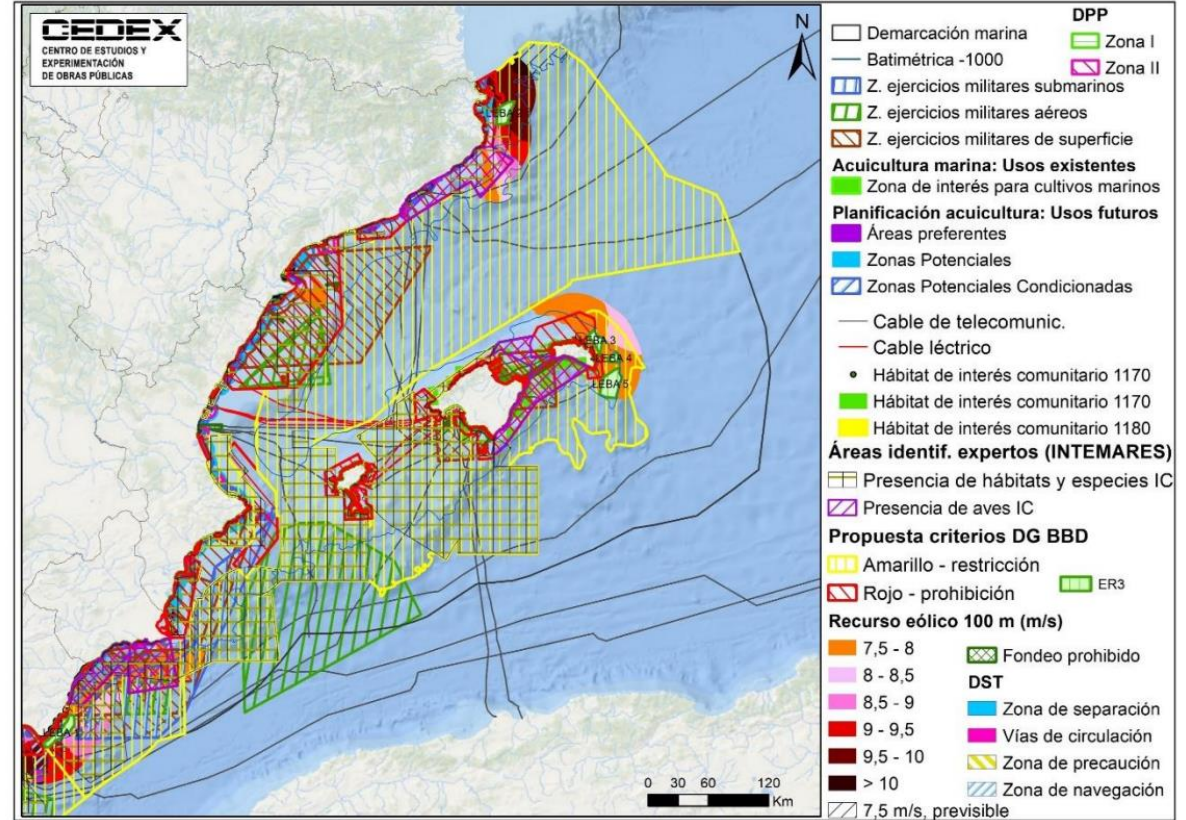 CEDEX
CENTRO DE ESTUDIOS Y
EXPERIMENTACIÓN
DE OBRAS PÚBLICAS
N
LEBA 3
LEBA 4
LEBA 5
0 30 60 120
Km
Demarcación marina
Batimétrica -1000
Z. ejercicios militares submarinos
Z. ejercicios militares aéreos
Z. ejercicios militares de superficie
DPP
Zona I
Zona II
Acuicultura marina: Usos existentes
Zona de interés para cultivos marinos
Planificación acuicultura: Usos futuros
Áreas preferentes
Zonas Potenciales
Zonas Potenciales Condicionadas
Cable de telecomunic.
Cable léctrico
Hábitat de interés comunitario 1170
Hábitat de interés comunitario 1170
Hábitat de interés comunitario 1180
Áreas identif. expertos (INTEMARES)
Presencia de hábitats y especies IC
Presencia de aves IC
Propuesta criterios DG BBD
Amarillo - restricción
Rojo - prohibición
ER3
Recurso eólico 100 m (m/s)
7,5 - 8
8 - 8,5
8,5 - 9
9 - 9,5
9,5 - 10
> 10
7,5 m/s, previsible
Fondeo prohibido
DST
Zona de separación
Vías de circulación
Zona de precaución
Zona de navegación